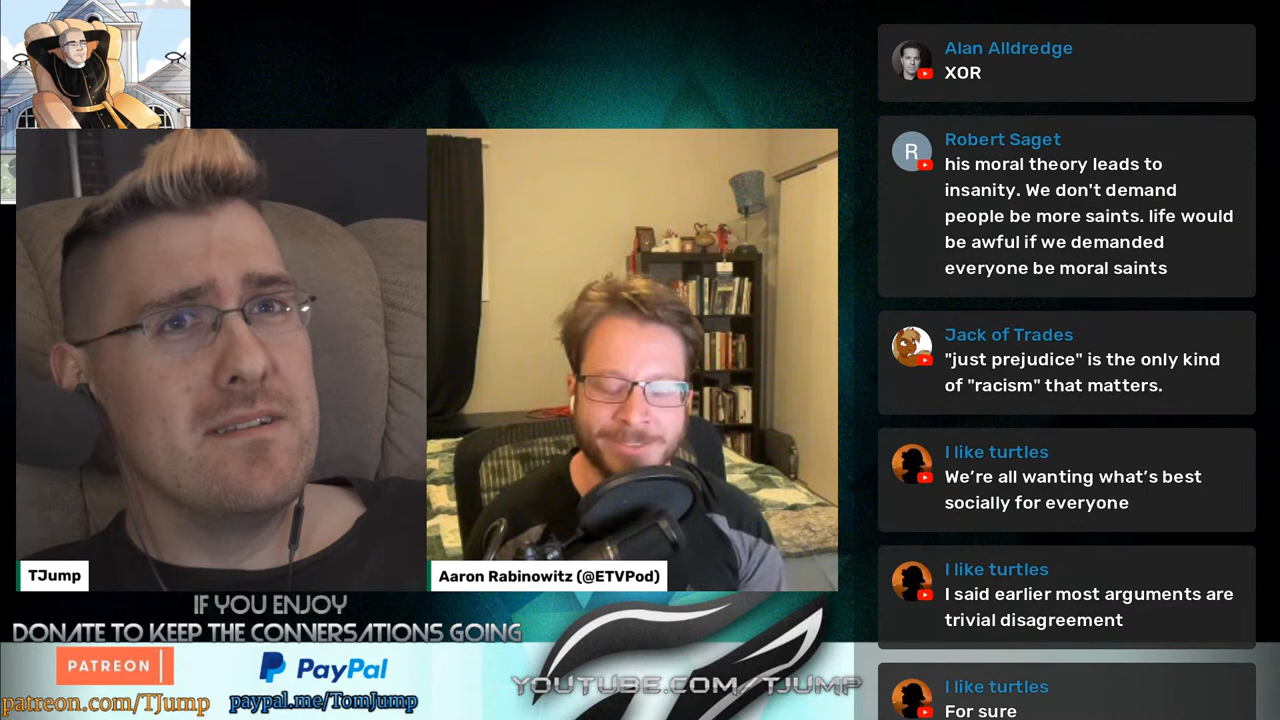 TJump
Aaron Rabinowitz (@ETVPod)
IF YOU ENJOY
DONATE TO KEEP THE CONVERSATIONS GOING
PATREON
PayPal
patreon.com/TJump
paypal.me/TomJump
YOUTUBE.COM/TJUMP
Alan Alldredge
XOR
R
Robert Saget
his moral theory leads to
insanity. We don't demand
people be more saints. life would
be awful if we demanded
everyone be moral saints
Jack of Trades
"just prejudice" is the only kind
of "racism" that matters.
I like turtles
We’re all wanting what’s best
socially for everyone
I like turtles
I said earlier most arguments are
trivial disagreement
I like turtles
For sure